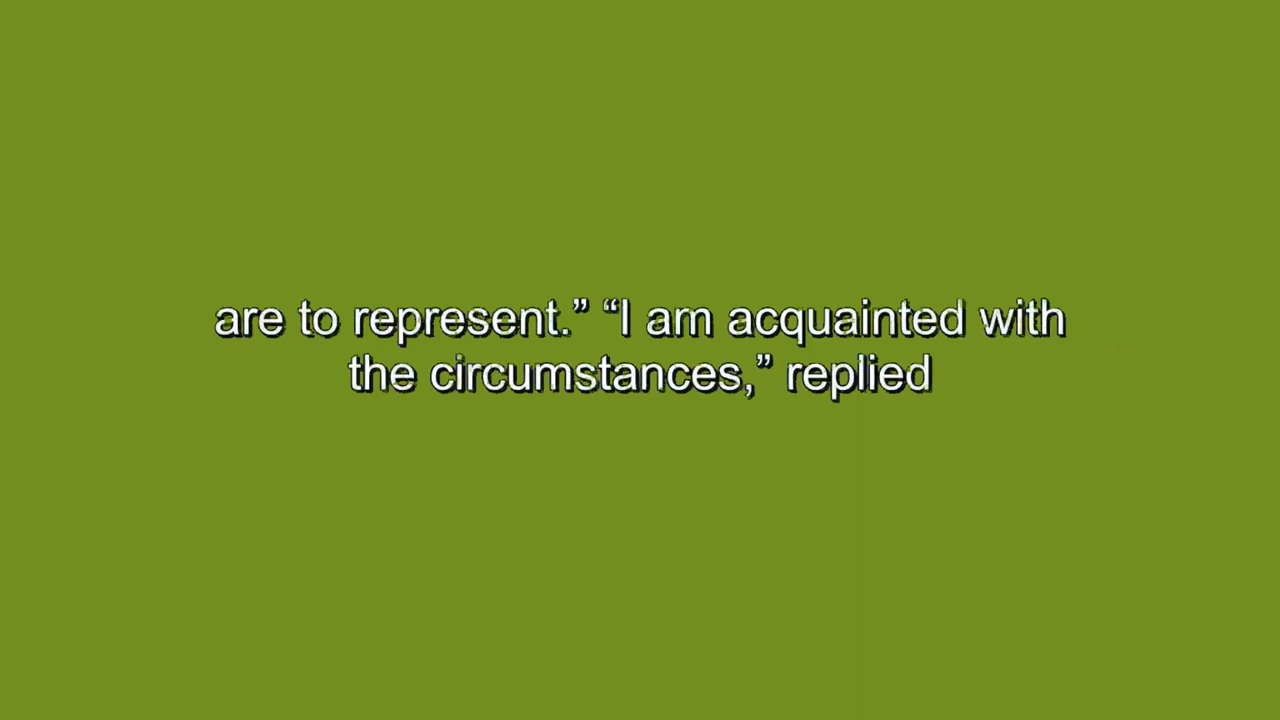 are to represent.” “I am acquainted with
the circumstances,” replied